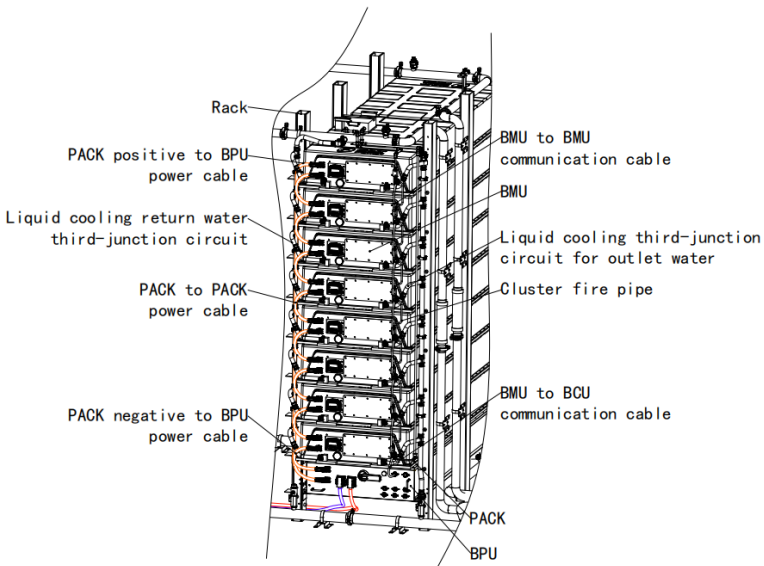 Rack
PACK positive to BPU
power cable
Liquid cooling return water
third-junction circuit
PACK to PACK
power cable
PACK negative to BPU
power cable
BMU to BMU
communication cable
BMU
Liquid cooling third-junction
circuit for outlet water
Cluster fire pipe
BMU to BCU
communication cable
PACK
BPU